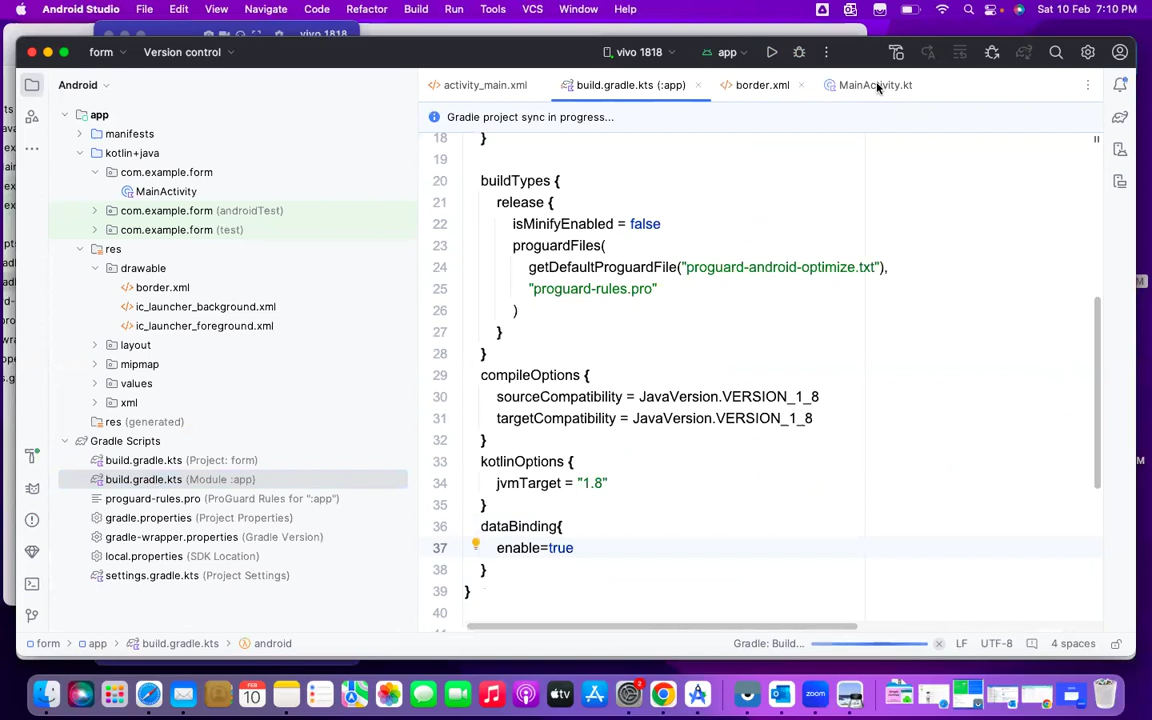 Android Studio File Edit View Navigate Code Refactor Build Run Tools VCS Window Help Sat 10 Feb 7:10 PM
vivo 1818
form Version control vivo 1818 app
Android activity_main.xml build.gradle.kts (:app) border.xml MainActivity.kt
Gradle project sync in progress...
app
manifests
kotlin+java
com.example.form
MainActivity
com.example.form (androidTest)
com.example.form (test)
res
drawable
border.xml
ic_launcher_background.xml
ic_launcher_foreground.xml
layout
mipmap
values
xml
res (generated)
Gradle Scripts
build.gradle.kts (Project: form)
build.gradle.kts (Module :app)
proguard-rules.pro (ProGuard Rules for ":app")
gradle.properties (Project Properties)
gradle-wrapper.properties (Gradle Version)
local.properties (SDK Location)
settings.gradle.kts (Project Settings)
18 }
19
20 buildTypes {
21 release {
22 isMinifyEnabled = false
23 proguardFiles(
24 getDefaultProguardFile("proguard-android-optimize.txt"),
25 "proguard-rules.pro"
26 )
27 }
28 }
29 compileOptions {
30 sourceCompatibility = JavaVersion.VERSION_1_8
31 targetCompatibility = JavaVersion.VERSION_1_8
32 }
33 kotlinOptions {
34 jvmTarget = "1.8"
35 }
36 dataBinding{
37 enable=true
38 }
39 }
40
form app build.gradle.kts android Gradle: Build... LF UTF-8 4 spaces
FEB
10
2
tv
zoom